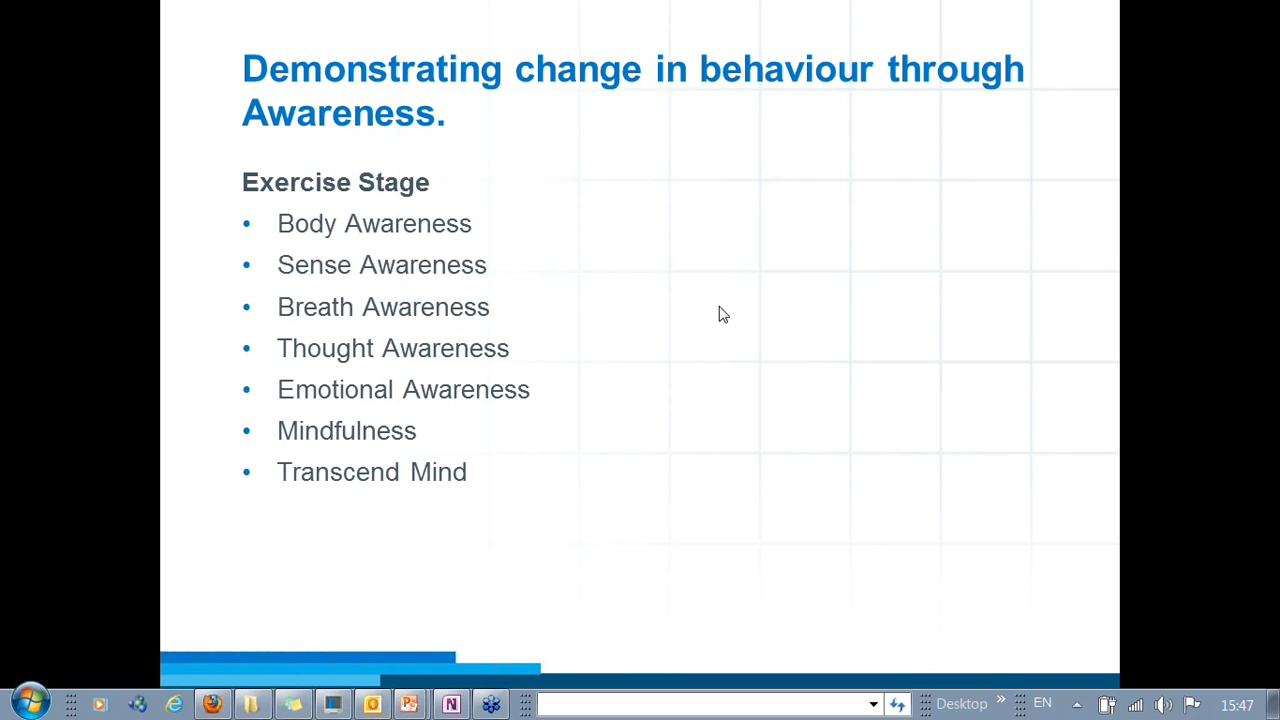 Demonstrating change in behaviour through
Awareness.
Exercise Stage
• Body Awareness
• Sense Awareness
• Breath Awareness
• Thought Awareness
• Emotional Awareness
• Mindfulness
• Transcend Mind
Desktop » EN 15:47